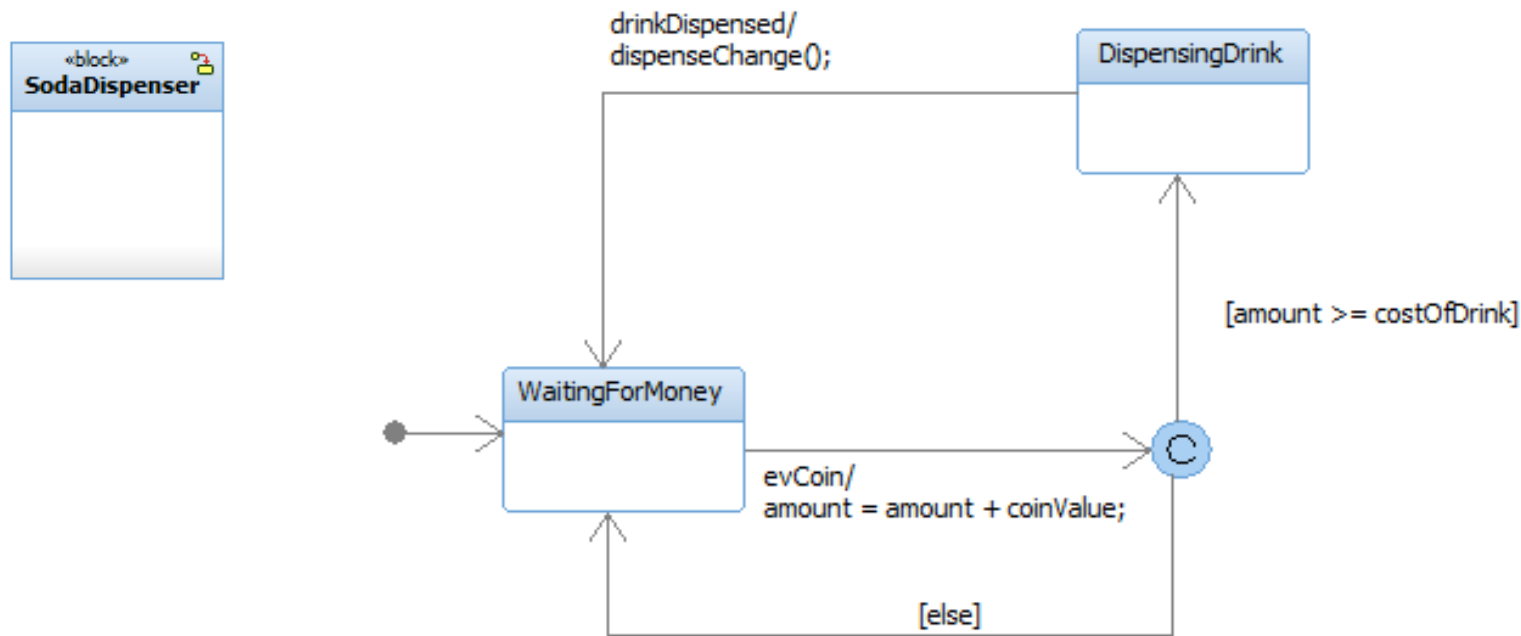 «block»
SodaDispenser
drinkDispensed/
dispenseChange();
DispensingDrink
[amount >= costOfDrink]
WaitingForMoney
C
evCoin/
amount = amount + coinValue;
[else]